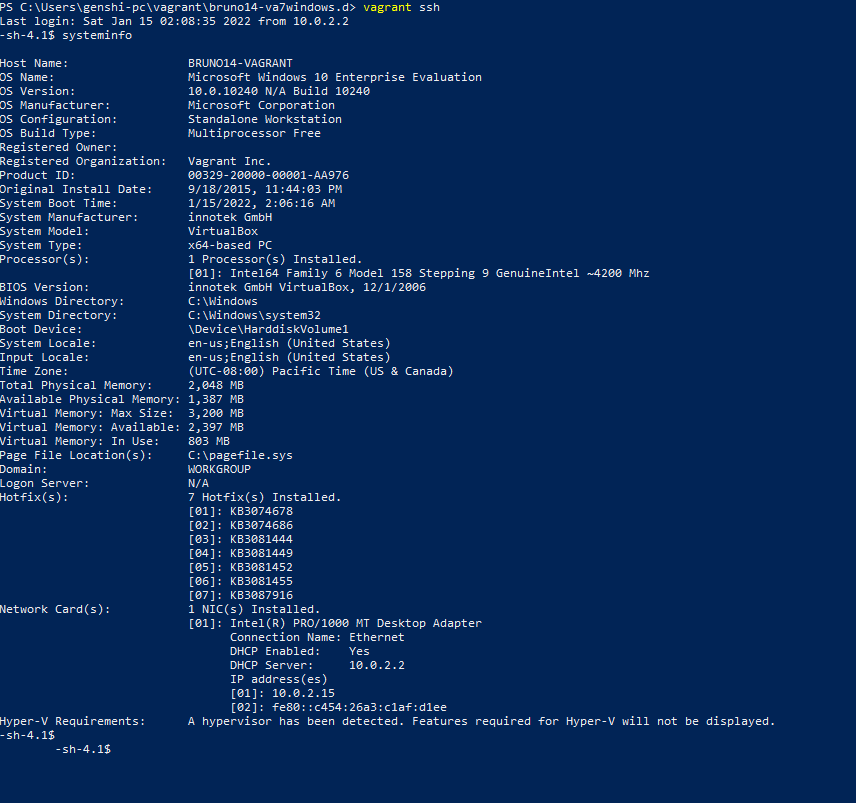 PS C:\Users\genshi-pc\vagrant\bruno14-va7windows.d> vagrant ssh
Last login: Sat Jan 15 02:08:35 2022 from 10.0.2.2
-sh-4.1$ systeminfo

Host Name:                 BRUNO14-VAGRANT
OS Name:                   Microsoft Windows 10 Enterprise Evaluation
OS Version:                10.0.10240 N/A Build 10240
OS Manufacturer:           Microsoft Corporation
OS Configuration:          Standalone Workstation
OS Build Type:             Multiprocessor Free
Registered Owner:
Registered Organization:   Vagrant Inc.
Product ID:                00329-20000-00001-AA976
Original Install Date:     9/18/2015, 11:44:03 PM
System Boot Time:          1/15/2022, 2:06:16 AM
System Manufacturer:       innotek GmbH
System Model:              VirtualBox
System Type:               x64-based PC
Processor(s):              1 Processor(s) Installed.
                           [01]: Intel64 Family 6 Model 158 Stepping 9 GenuineIntel ~4200 Mhz
BIOS Version:              innotek GmbH VirtualBox, 12/1/2006
Windows Directory:         C:\Windows
System Directory:          C:\Windows\system32
Boot Device:               \Device\HarddiskVolume1
System Locale:             en-us;English (United States)
Input Locale:              en-us;English (United States)
Time Zone:                 (UTC-08:00) Pacific Time (US & Canada)
Total Physical Memory:     2,048 MB
Available Physical Memory: 1,387 MB
Virtual Memory: Max Size:  3,200 MB
Virtual Memory: Available: 2,397 MB
Virtual Memory: In Use:    803 MB
Page File Location(s):     C:\pagefile.sys
Domain:                    WORKGROUP
Logon Server:              N/A
Hotfix(s):                 7 Hotfix(s) Installed.
                           [01]: KB3074678
                           [02]: KB3074686
                           [03]: KB3081444
                           [04]: KB3081449
                           [05]: KB3081452
                           [06]: KB3081455
                           [07]: KB3087916
Network Card(s):           1 NIC(s) Installed.
                           [01]: Intel(R) PRO/1000 MT Desktop Adapter
                                 Connection Name: Ethernet
                                 DHCP Enabled:    Yes
                                 DHCP Server:     10.0.2.2
                                 IP address(es)
                                 [01]: 10.0.2.15
                                 [02]: fe80::c454:26a3:c1af:d1ee
Hyper-V Requirements:      A hypervisor has been detected. Features required for Hyper-V will not be displayed.
-sh-4.1$
        -sh-4.1$